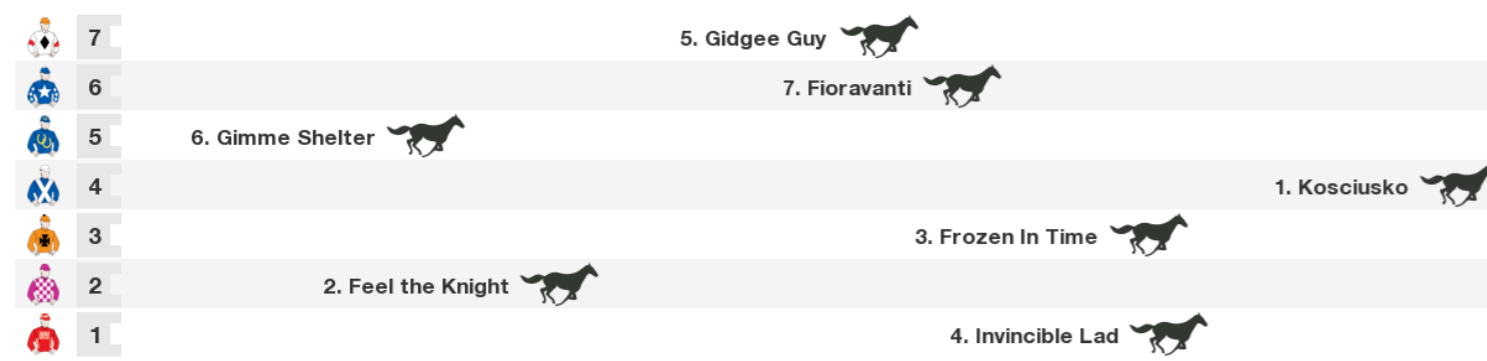 7 5. Gidgee Guy
6 7. Fioravanti
5 6. Gimme Shelter
4 1. Kosciusko
3 3. Frozen In Time
2 2. Feel the Knight
1 4. Invincible Lad